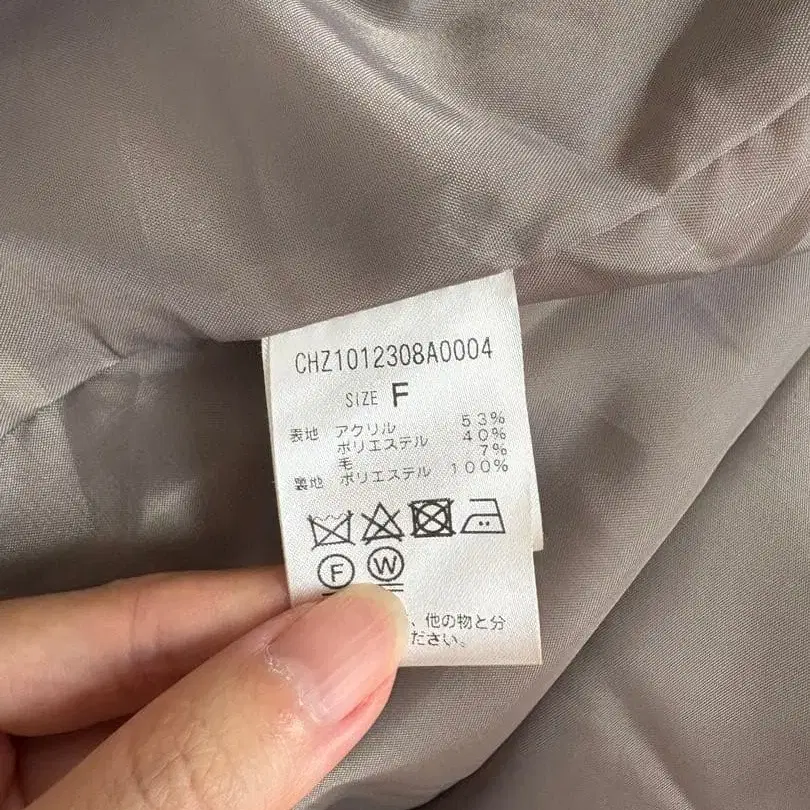 CHZ1012308A0004
SIZE F
表地 アクリル 53%
ポリエステル 40%
毛 7%
裏地 ポリエステル 100%
F W
、他の物と分
ださい。